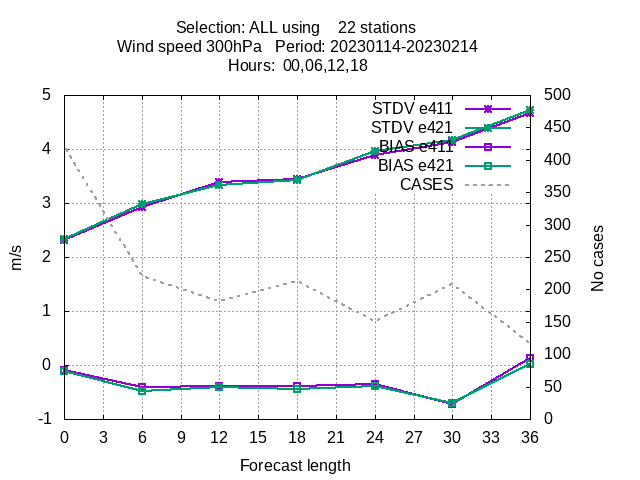 Selection: ALL using    22 stations
Wind speed 300hPa   Period: 20230114-20230214
Hours:  00,06,12,18
STDV e411
STDV e421
BIAS e411
BIAS e421
CASES
m/s
5
4
3
2
1
0
-1
No cases
500
450
400
350
300
250
200
150
100
50
0
0 3 6 9 12 15 18 21 24 27 30 33 36
Forecast length